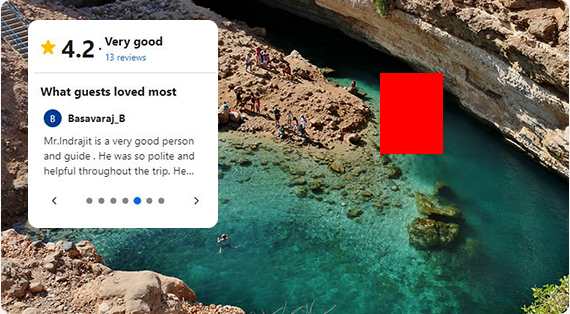 4.2 · Very good
13 reviews
What guests loved most
B Basavaraj_B
Mr.Indrajit is a very good person
and guide . He was so polite and
helpful throughout the trip. He...